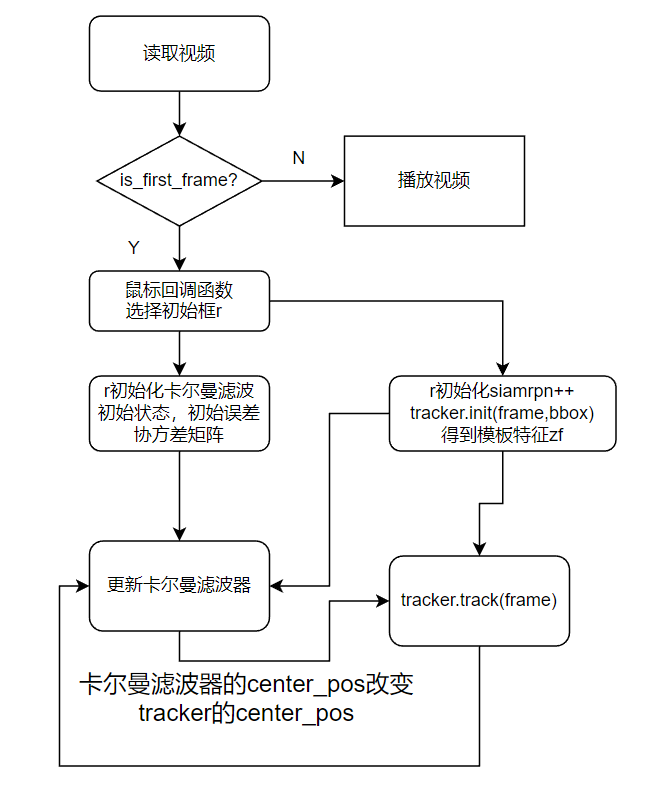 读取视频
is_first_frame?
N
播放视频
Y
鼠标回调函数
选择初始框r
r初始化卡尔曼滤波
初始状态，初始误差
协方差矩阵
r初始化siamrpn++
tracker.init(frame,bbox)
得到模板特征zf
更新卡尔曼滤波器
tracker.track(frame)
卡尔曼滤波器的center_pos改变
tracker的center_pos